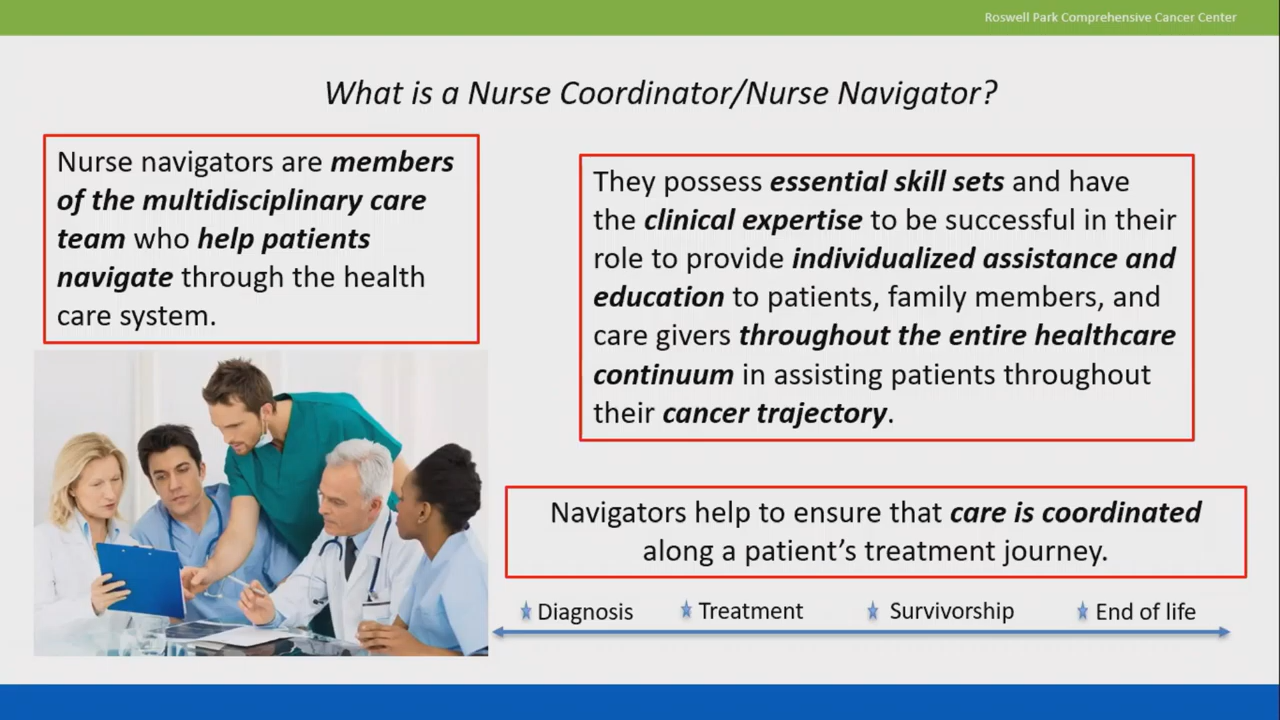 Roswell Park Comprehensive Cancer Center
What is a Nurse Coordinator/Nurse Navigator?
Nurse navigators are members
of the multidisciplinary care
team who help patients
navigate through the health
care system.
They possess essential skill sets and have
the clinical expertise to be successful in their
role to provide individualized assistance and
education to patients, family members, and
care givers throughout the entire healthcare
continuum in assisting patients throughout
their cancer trajectory.
Navigators help to ensure that care is coordinated
along a patient’s treatment journey.
Diagnosis Treatment Survivorship End of life